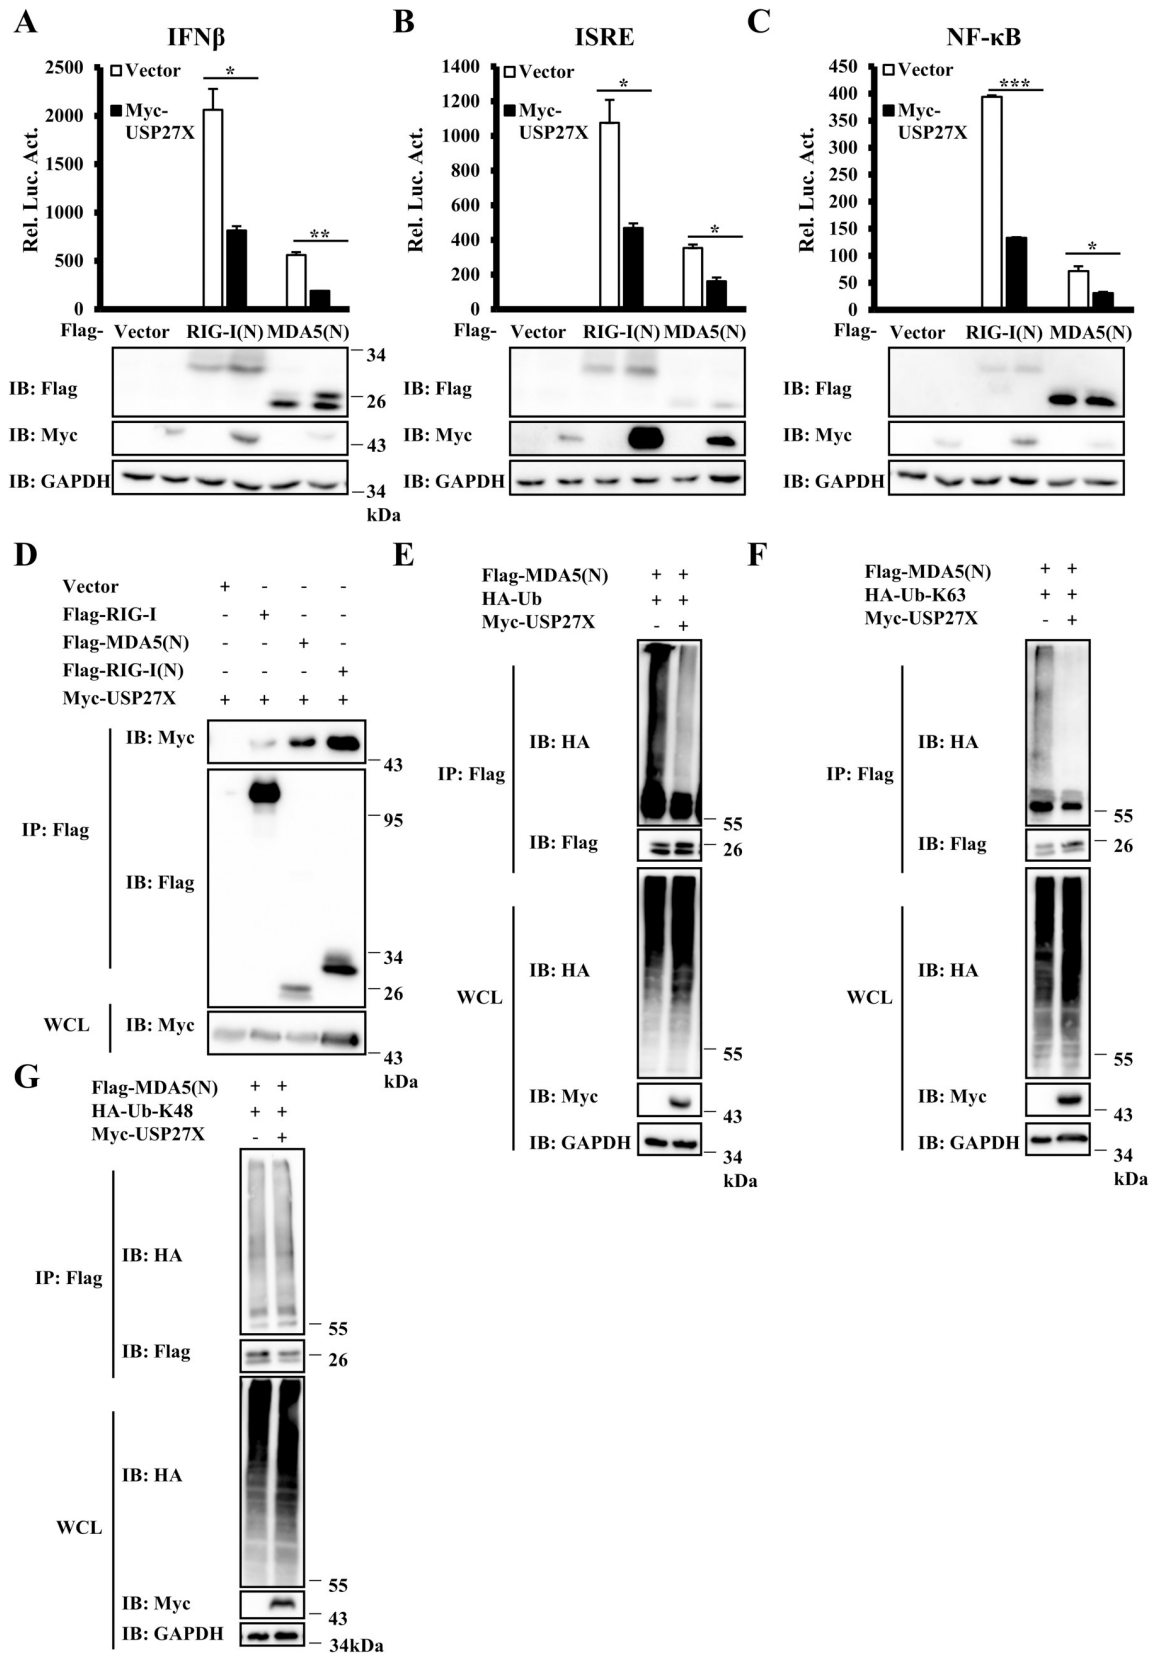 A
IFNβ
2500
2000
1500
1000
500
0
Rel. Luc. Act.
Vector
Myc-
USP27X
*
**
Flag- Vector RIG-I(N) MDA5(N)
IB: Flag
34
26
IB: Myc
43
IB: GAPDH
34
kDa
B
ISRE
1400
1200
1000
800
600
400
200
0
Rel. Luc. Act.
Vector
Myc-
USP27X
*
*
Flag- Vector RIG-I(N) MDA5(N)
IB: Flag
IB: Myc
IB: GAPDH
C
NF-κB
450
400
350
300
250
200
150
100
50
0
Rel. Luc. Act.
Vector
Myc-
USP27X
***
*
Flag- Vector RIG-I(N) MDA5(N)
IB: Flag
IB: Myc
IB: GAPDH
D
Vector + - - -
Flag-RIG-I - + - -
Flag-MDA5(N) - - + -
Flag-RIG-I(N) - - - +
Myc-USP27X + + + +
IP: Flag
IB: Myc
43
95
IB: Flag
34
26
WCL
IB: Myc
43
kDa
E
Flag-MDA5(N) + +
HA-Ub + +
Myc-USP27X - +
IP: Flag
IB: HA
55
IB: Flag
26
WCL
IB: HA
55
IB: Myc
43
IB: GAPDH
34
kDa
F
Flag-MDA5(N) + +
HA-Ub-K63 + +
Myc-USP27X - +
IP: Flag
IB: HA
55
IB: Flag
26
WCL
IB: HA
55
IB: Myc
43
IB: GAPDH
34
kDa
G
Flag-MDA5(N) + +
HA-Ub-K48 + +
Myc-USP27X - +
IP: Flag
IB: HA
55
IB: Flag
26
WCL
IB: HA
55
IB: Myc
43
IB: GAPDH
34kDa